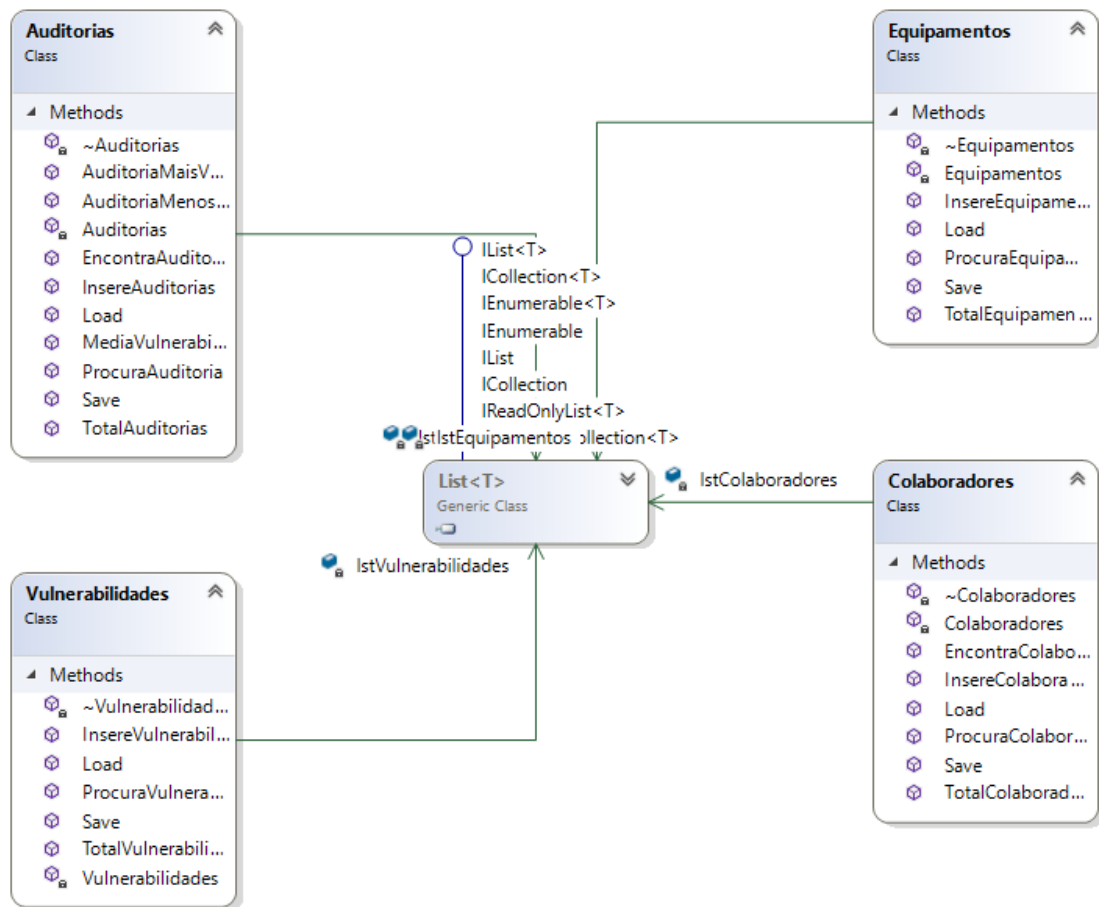 Auditorias
Class
Methods
~Auditorias
AuditoriaMaisV...
AuditoriaMenos...
Auditorias
EncontraAudito...
InsereAuditorias
Load
MediaVulnerabi...
ProcuraAuditoria
Save
TotalAuditorias
Equipamentos
Class
Methods
~Equipamentos
Equipamentos
InsereEquipame...
Load
ProcuraEquipa...
Save
TotalEquipamen...
IList<T>
ICollection<T>
IEnumerable<T>
IEnumerable
IList
ICollection
IReadOnlyList<T>
lstEquipamentos
ollection<T>
List<T>
Generic Class
lstColaboradores
lstVulnerabilidades
Vulnerabilidades
Class
Methods
~Vulnerabilidad...
InsereVulnerabil...
Load
ProcuraVulnera...
Save
TotalVulnerabili...
Vulnerabilidades
Colaboradores
Class
Methods
~Colaboradores
Colaboradores
EncontraColabo...
InsereColabora...
Load
ProcuraColabor...
Save
TotalColaborad...